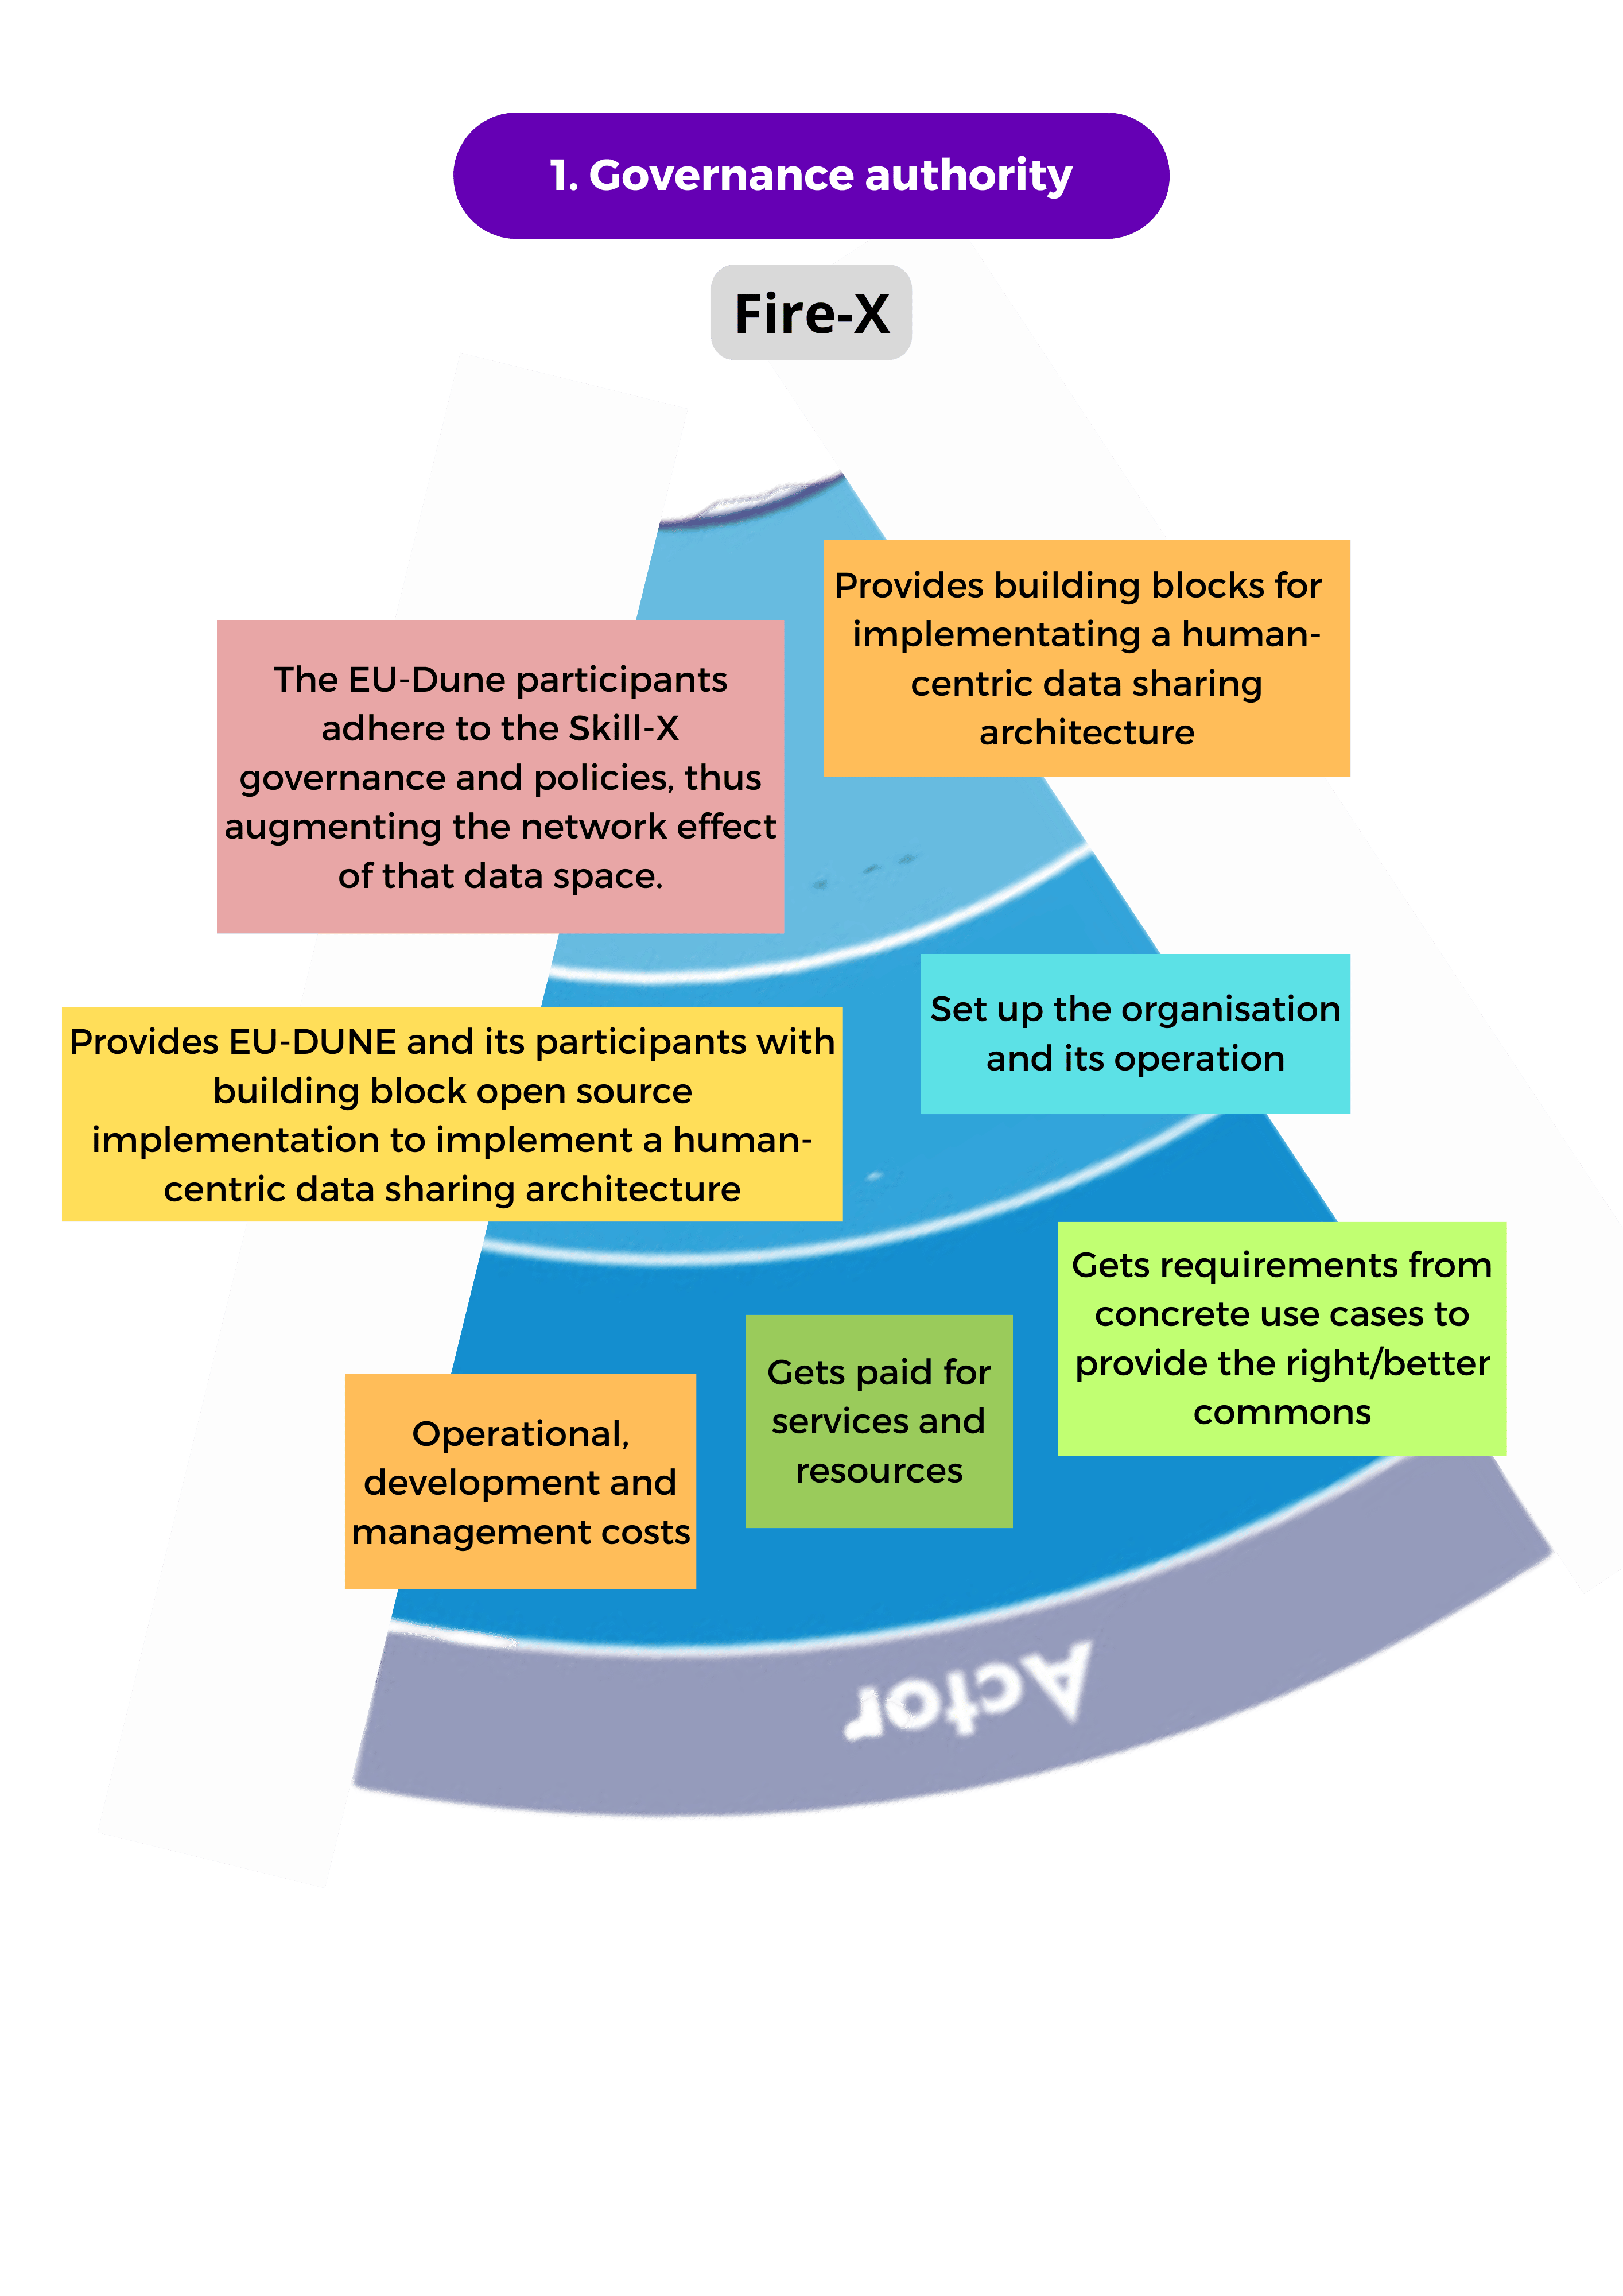 1. Governance authority
Fire-X
Provides building blocks for
implementating a human-
centric data sharing
architecture
The EU-Dune participants
adhere to the Skill-X
governance and policies, thus
augmenting the network effect
of that data space.
Set up the organisation
and its operation
Provides EU-DUNE and its participants with
building block open source
implementation to implement a human-
centric data sharing architecture
Gets requirements from
concrete use cases to
provide the right/better
commons
Gets paid for
services and
resources
Operational,
development and
management costs
Actor